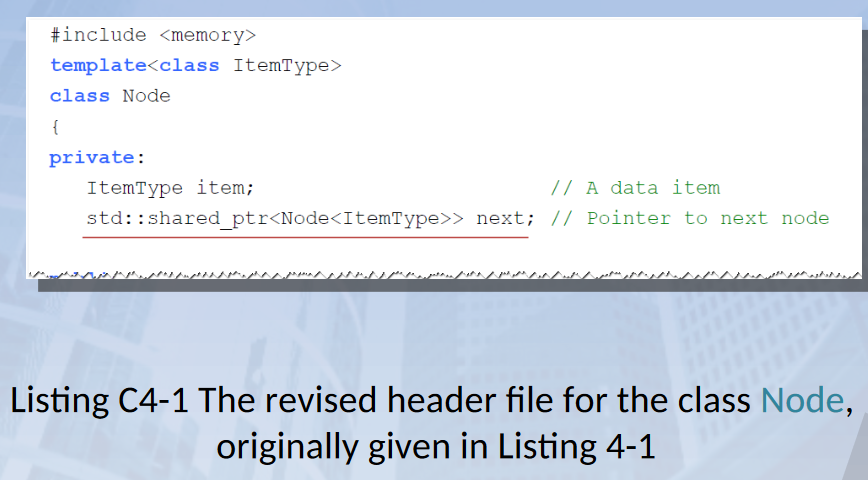 #include <memory>
template<class ItemType>
class Node
{
private:
ItemType item; // A data item
std::shared_ptr<Node<ItemType>> next; // Pointer to next node
Listing C4-1 The revised header file for the class Node,
originally given in Listing 4-1